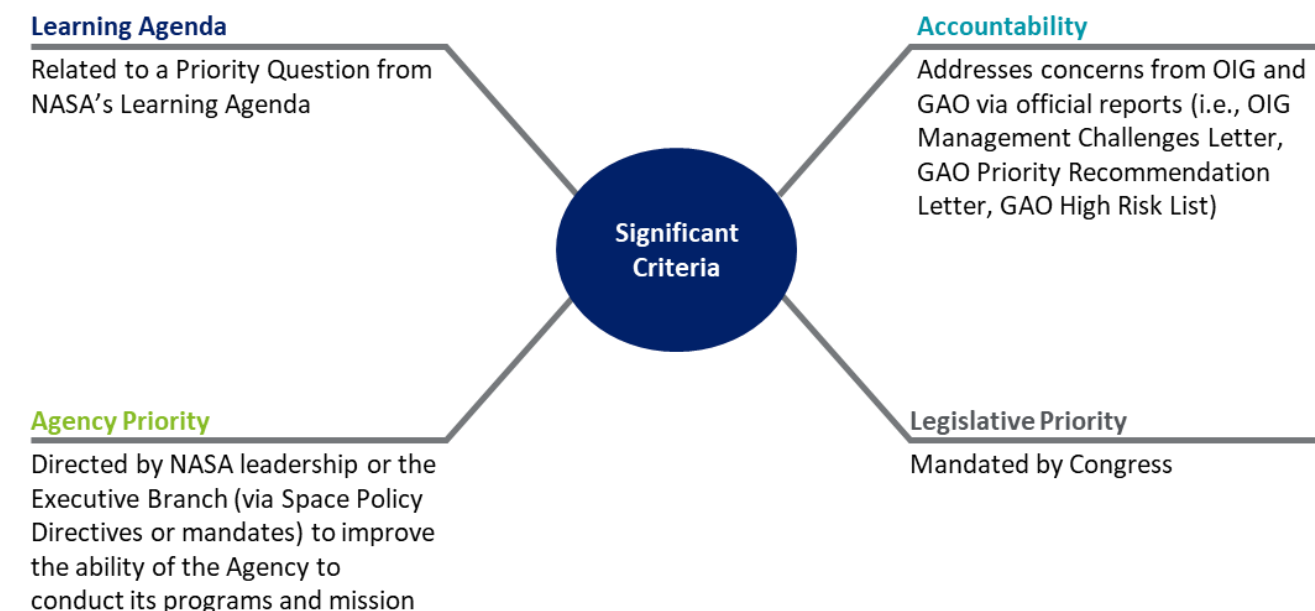 Learning Agenda
Related to a Priority Question from
NASA’s Learning Agenda
Accountability
Addresses concerns from OIG and
GAO via official reports (i.e., OIG
Management Challenges Letter,
GAO Priority Recommendation
Letter, GAO High Risk List)
Significant
Criteria
Agency Priority
Directed by NASA leadership or the
Executive Branch (via Space Policy
Directives or mandates) to improve
the ability of the Agency to
conduct its programs and mission
Legislative Priority
Mandated by Congress